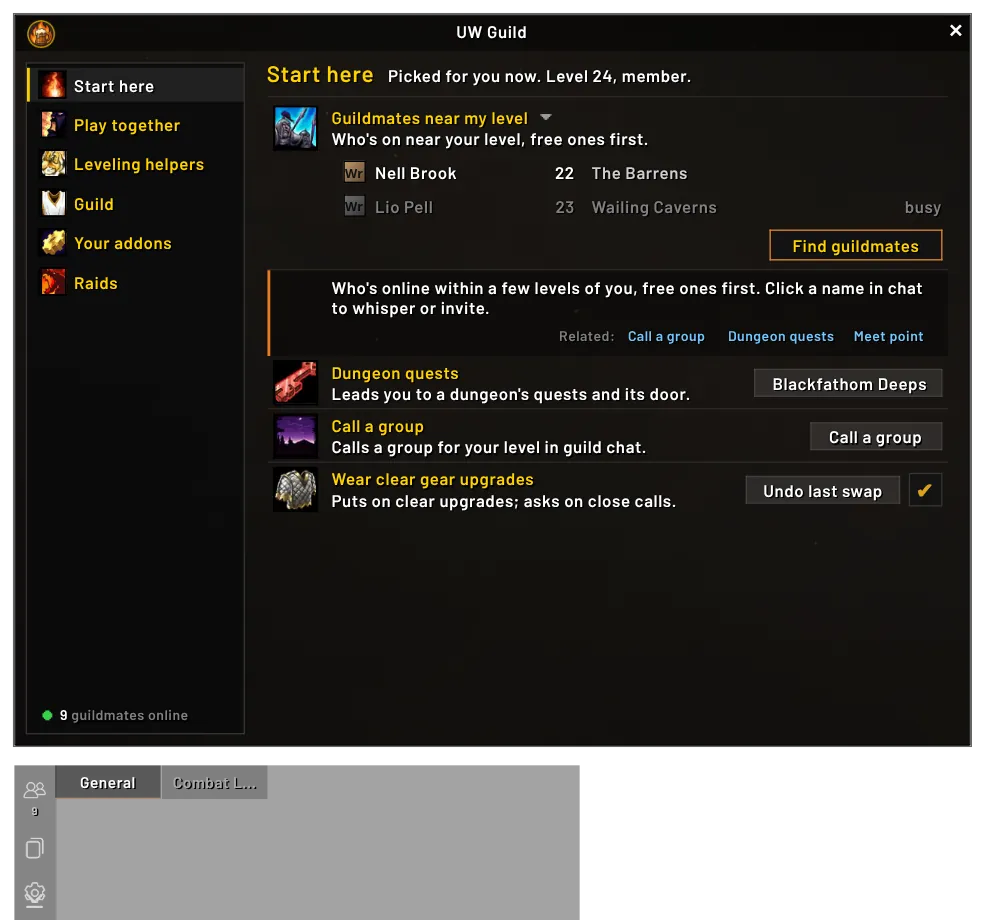 UW Guild
Start here
Play together
Leveling helpers
Guild
Your addons
Raids
9 guildmates online
Start here Picked for you now. Level 24, member.
Guildmates near my level
Who's on near your level, free ones first.
Wr Nell Brook 22 The Barrens
Wr Lio Pell 23 Wailing Caverns busy
Find guildmates
Who's online within a few levels of you, free ones first. Click a name in chat
to whisper or invite.
Related: Call a group Dungeon quests Meet point
Dungeon quests
Leads you to a dungeon's quests and its door.
Blackfathom Deeps
Call a group
Calls a group for your level in guild chat.
Call a group
Wear clear gear upgrades
Puts on clear upgrades; asks on close calls.
Undo last swap
9
General
Combat L...